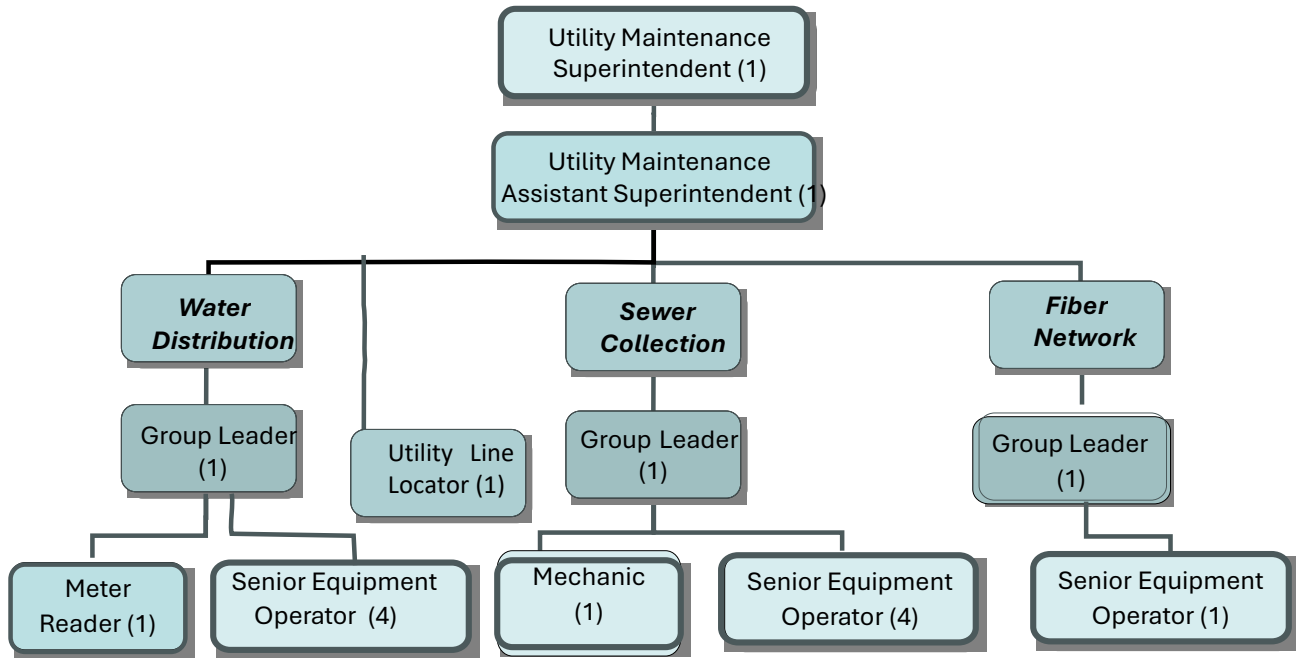 Utility Maintenance
Superintendent (1)
Utility Maintenance
Assistant Superintendent (1)
Water
Distribution
Sewer
Collection
Fiber
Network
Group Leader
(1)
Utility Line
Locator (1)
Group Leader
(1)
Group Leader
(1)
Meter
Reader (1)
Senior Equipment
Operator (4)
Mechanic
(1)
Senior Equipment
Operator (4)
Senior Equipment
Operator (1)